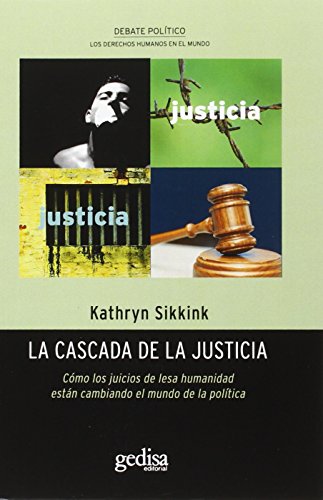 DEBATE POLÍTICO
LOS DERECHOS HUMANOS EN EL MUNDO
justicia
justicia
Kathryn Sikkink
LA CASCADA DE LA JUSTICIA
Cómo los juicios de lesa humanidad
están cambiando el mundo de la política
gedisa
editorial